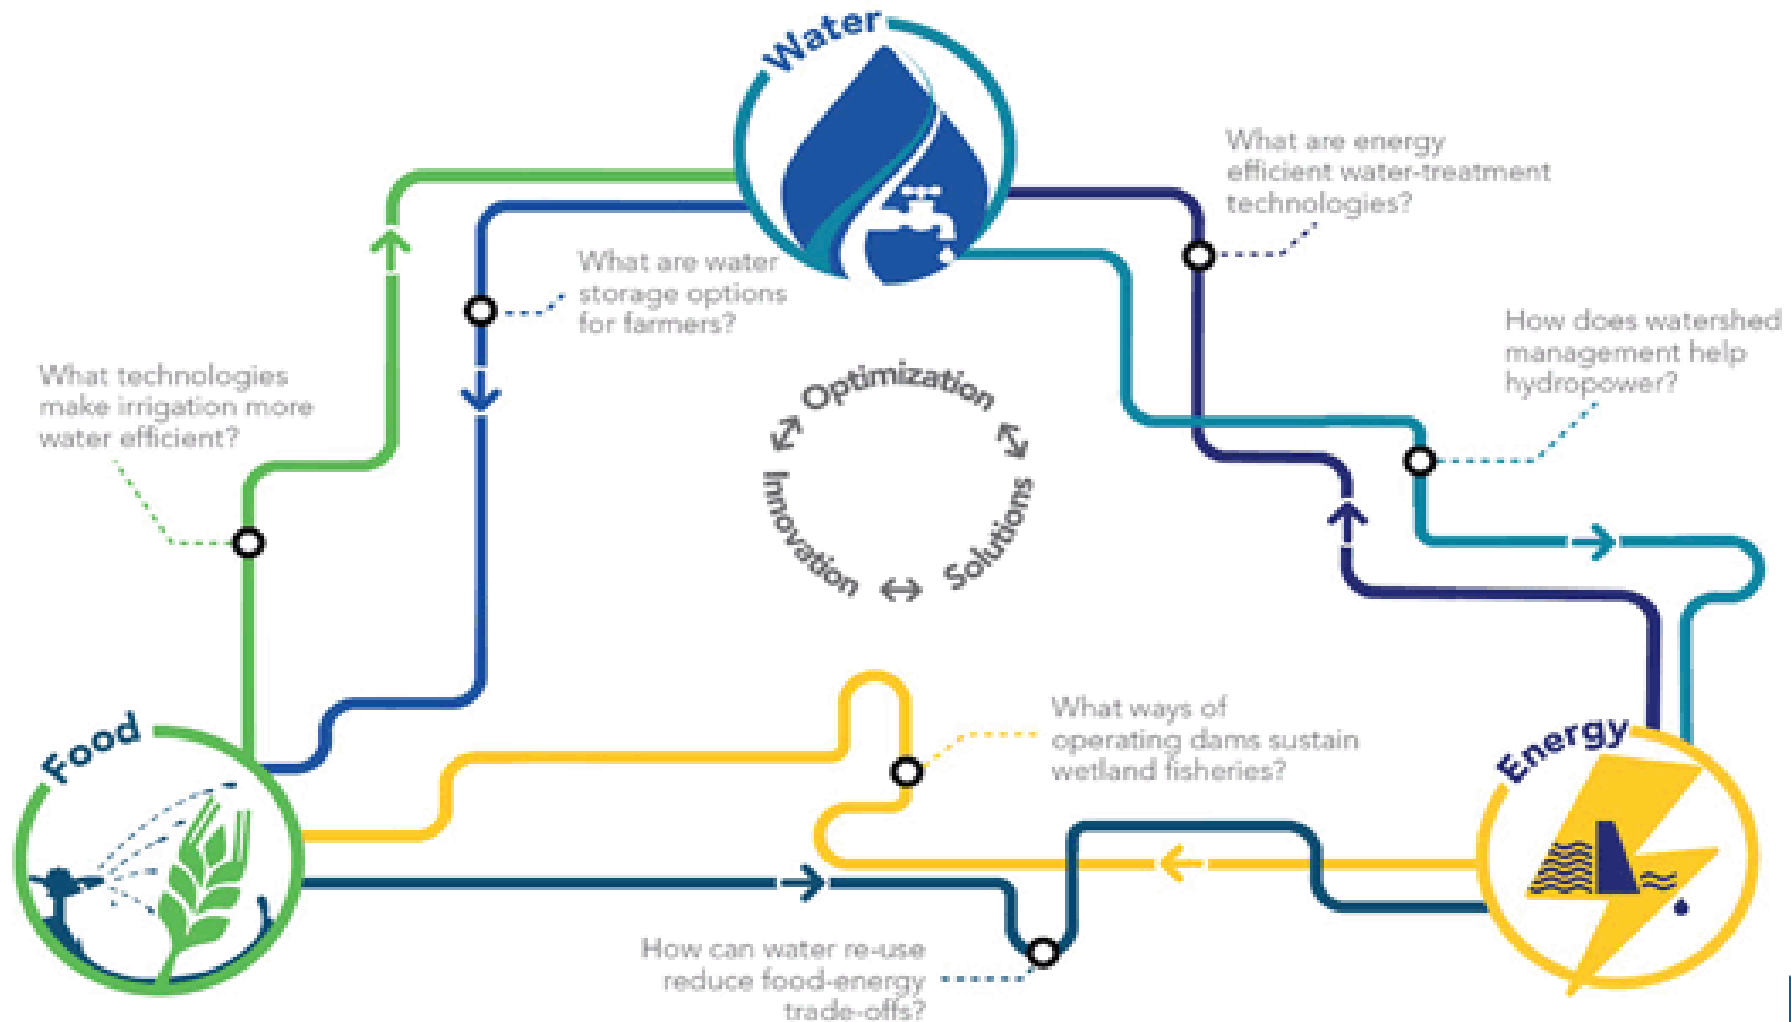 Water
What are energy
efficient water-treatment
technologies?
What are water
storage options
for farmers?
How does watershed
management help
hydropower?
What technologies
make irrigation more
water efficient?
Optimization
Innovation
Solutions
What ways of
operating dams sustain
wetland fisheries?
Food
Energy
How can water re-use
reduce food-energy
trade-offs?